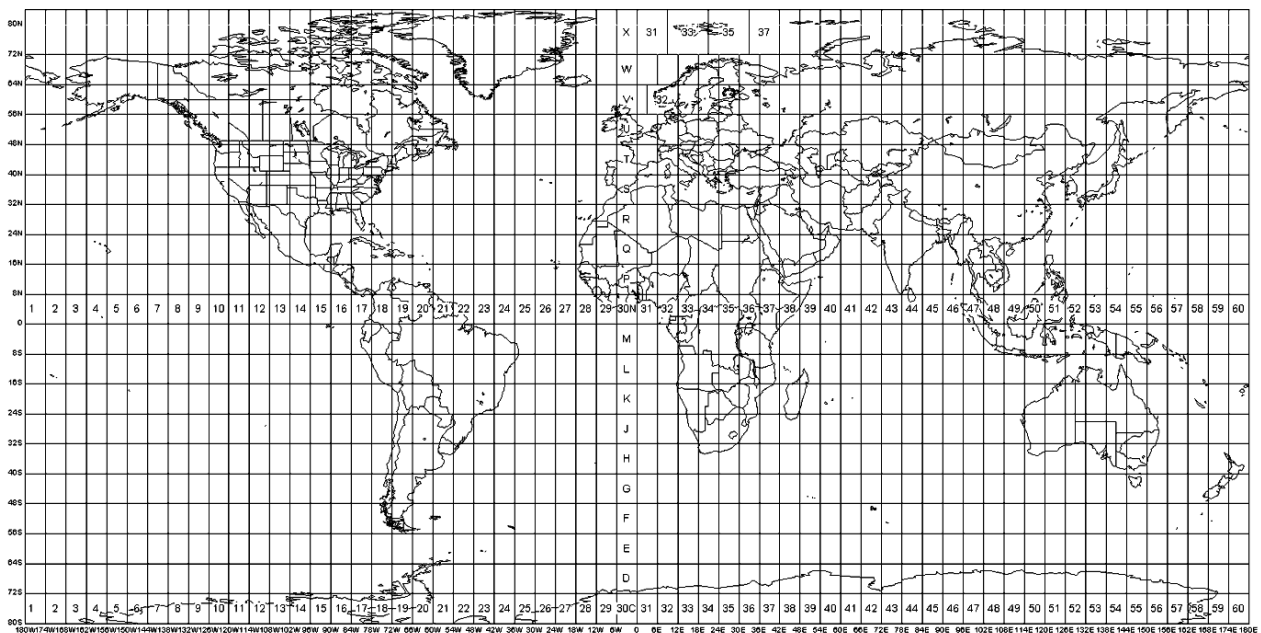 80N
X 31 33 35 37
72N
W
64N
V 32
56N
U
48N
T
40N
S
32N
R
24N
Q
16N
P
8N
1 2 3 4 5 6 7 8 9 10 11 12 13 14 15 16 17 18 19 20 21 22 23 24 25 26 27 28 29 30N 31 32 33 34 35 36 37 38 39 40 41 42 43 44 45 46 47 48 49 50 51 52 53 54 55 56 57 58 59 60
0
M
8S
L
16S
K
24S
J
32S
H
40S
G
48S
F
56S
E
64S
D
72S
1 2 3 4 5 6 7 8 9 10 11 12 13 14 15 16 17 18 19 20 21 22 23 24 25 26 27 28 29 30C 31 32 33 34 35 36 37 38 39 40 41 42 43 44 45 46 47 48 49 50 51 52 53 54 55 56 57 58 59 60
80S
180W 174W 168W 162W 156W 150W 144W 138W 132W 126W 120W 114W 108W 102W 96W 90W 84W 78W 72W 66W 60W 54W 48W 42W 36W 30W 24W 18W 12W 6W 0 6E 12E 18E 24E 30E 36E 42E 48E 54E 60E 66E 72E 78E 84E 90E 96E 102E 108E 114E 120E 126E 132E 138E 144E 150E 156E 162E 168E 174E 180E